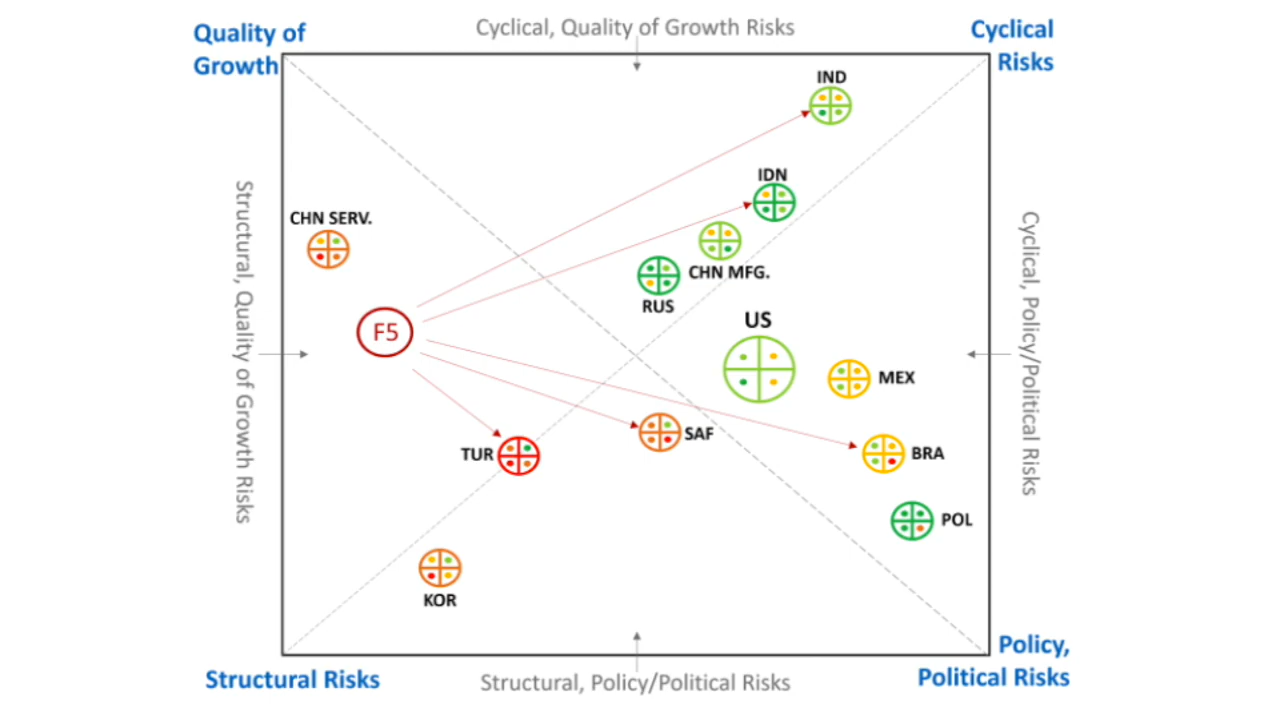 Quality of
Growth
Cyclical, Quality of Growth Risks
Cyclical
Risks
IND
IDN
CHN SERV.
CHN MFG.
RUS
F5
US
MEX
SAF
TUR
BRA
POL
KOR
Structural, Quality of Growth Risks
Cyclical, Policy/Political Risks
Structural Risks
Structural, Policy/Political Risks
Policy,
Political Risks